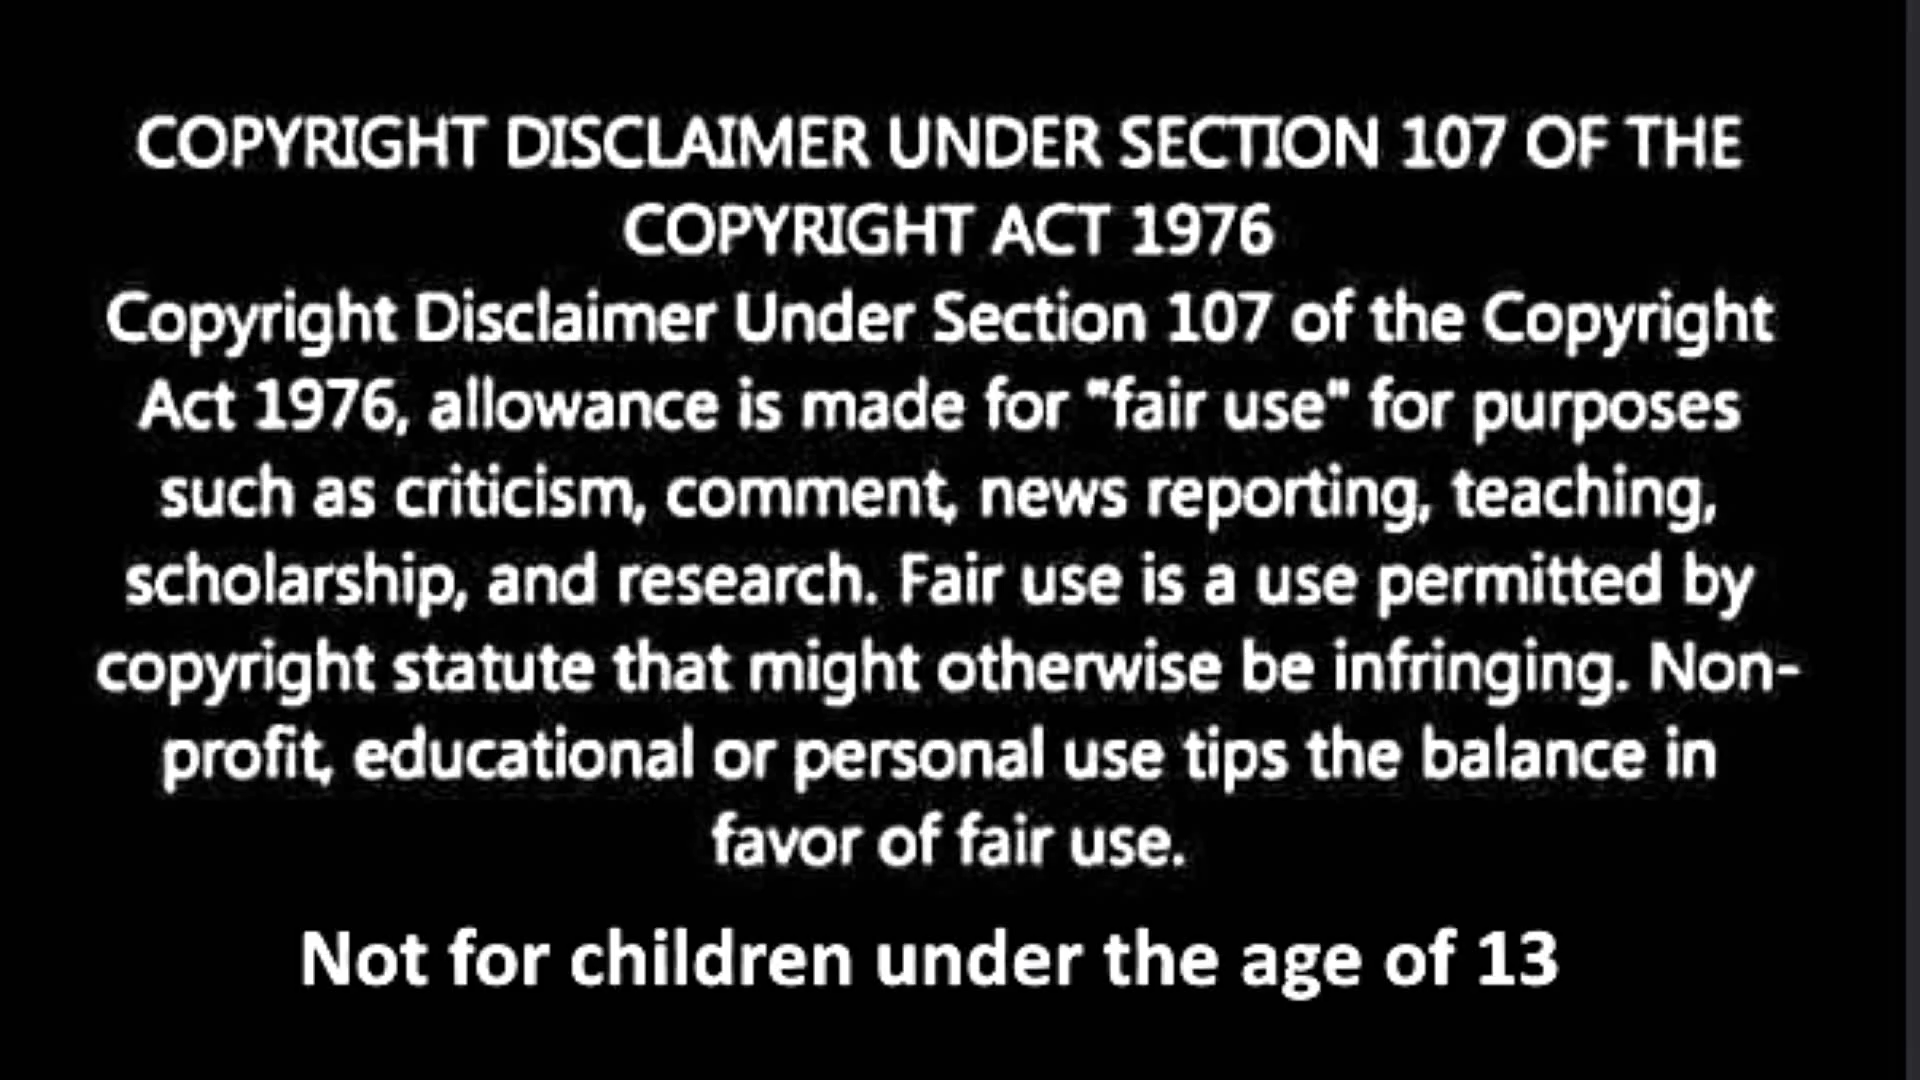 COPYRIGHT DISCLAIMER UNDER SECTION 107 OF THE
COPYRIGHT ACT 1976
Copyright Disclaimer Under Section 107 of the Copyright
Act 1976, allowance is made for "fair use" for purposes
such as criticism, comment, news reporting, teaching,
scholarship, and research. Fair use is a use permitted by
copyright statute that might otherwise be infringing. Non-
profit, educational or personal use tips the balance in
favor of fair use.
Not for children under the age of 13